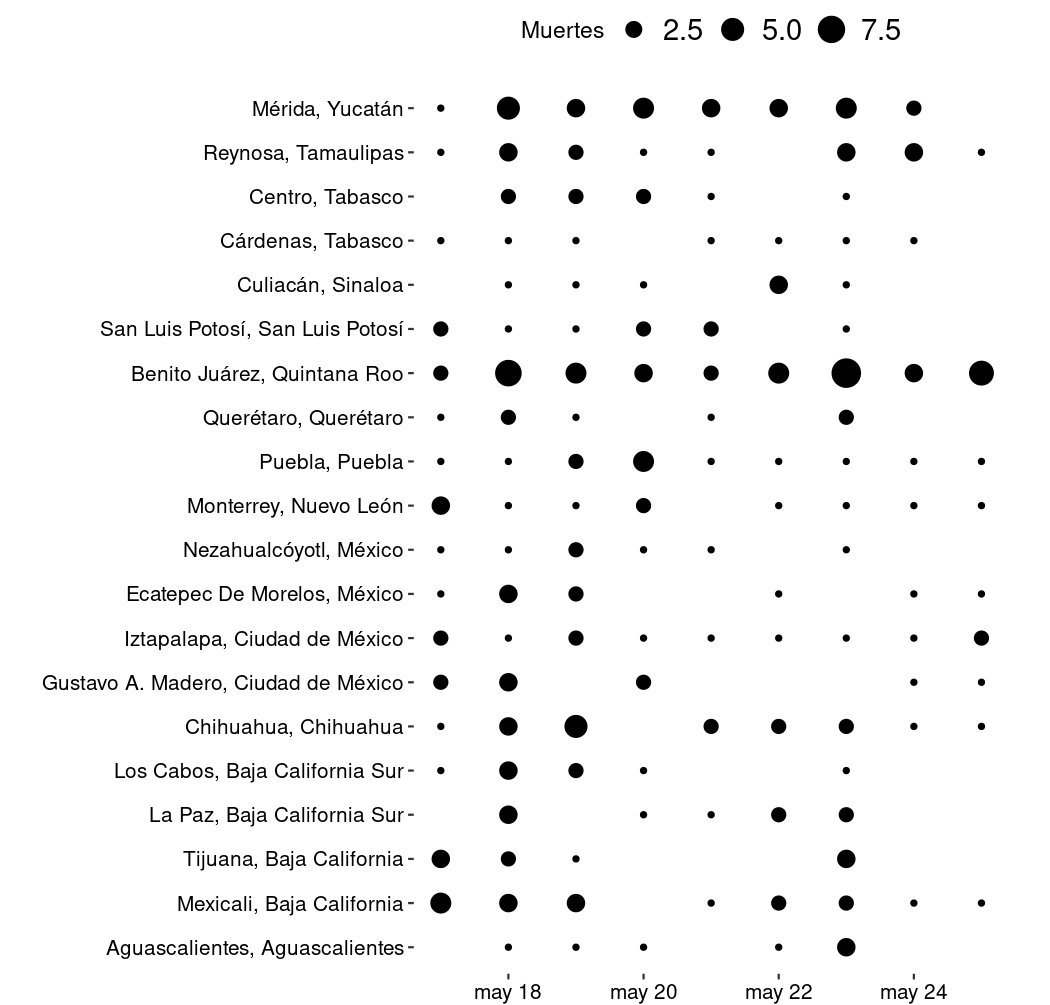 Muertes 2.5 5.0 7.5
Mérida, Yucatán
Reynosa, Tamaulipas
Centro, Tabasco
Cárdenas, Tabasco
Culiacán, Sinaloa
San Luis Potosí, San Luis Potosí
Benito Juárez, Quintana Roo
Querétaro, Querétaro
Puebla, Puebla
Monterrey, Nuevo León
Nezahualcóyotl, México
Ecatepec De Morelos, México
Iztapalapa, Ciudad de México
Gustavo A. Madero, Ciudad de México
Chihuahua, Chihuahua
Los Cabos, Baja California Sur
La Paz, Baja California Sur
Tijuana, Baja California
Mexicali, Baja California
Aguascalientes, Aguascalientes
may 18 may 20 may 22 may 24